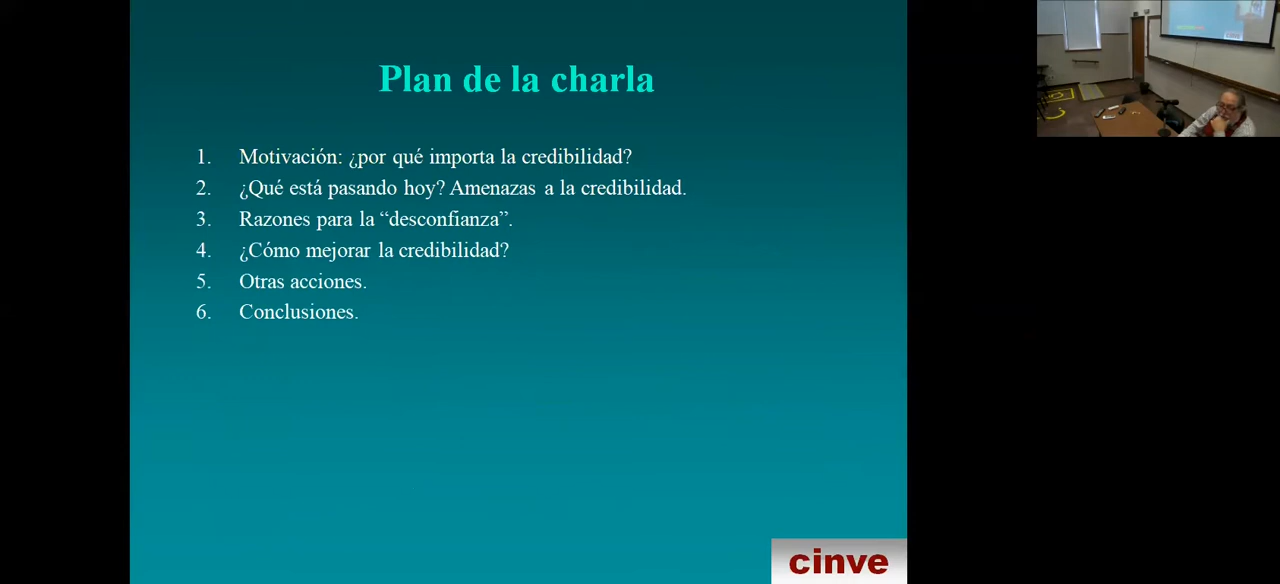 Plan de la charla
1. Motivación: ¿por qué importa la credibilidad?
2. ¿Qué está pasando hoy? Amenazas a la credibilidad.
3. Razones para la “desconfianza”.
4. ¿Cómo mejorar la credibilidad?
5. Otras acciones.
6. Conclusiones.
cinve
cinve